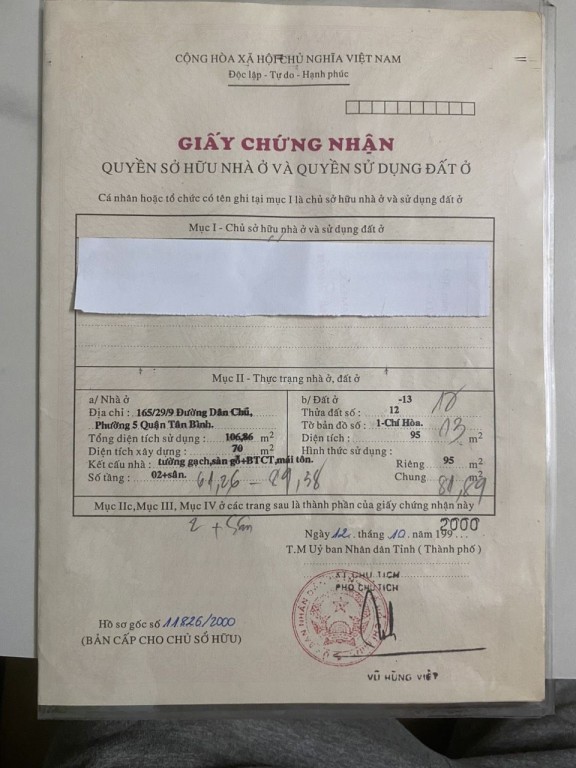 CỘNG HÒA XÃ HỘI CHỦ NGHĨA VIỆT NAM
Độc lập - Tự do - Hạnh phúc
GIẤY CHỨNG NHẬN
QUYỀN SỞ HỮU NHÀ Ở VÀ QUYỀN SỬ DỤNG ĐẤT Ở
Cá nhân hoặc tổ chức có tên ghi tại mục I là chủ sở hữu nhà ở và sử dụng đất ở
Mục I - Chủ sở hữu nhà ở và sử dụng đất ở
Mục II - Thực trạng nhà ở, đất ở
a/ Nhà ở
Địa chỉ : 165/29/9 Đường Dân Chủ,
Phường 5 Quận Tân Bình.
Tổng diện tích sử dụng : 106,86 m2
Diện tích xây dựng : 70 m2
Kết cấu nhà : tường gạch,sàn gỗ+BTCT,mái tôn.
Số tầng : 02+sân.
61,26 - 29,38
b/ Đất ở -13
Thửa đất số : 12 18
Tờ bản đồ số : 1-Chí Hòa. 13
Diện tích : 95 m2
Hình thức sử dụng :
Riêng 95 m2
Chung 81,89 m2
Mục IIc,Mục III, Mục IV ở các trang sau là thành phần của giấy chứng nhận này
2 + Sân
Ngày 12. tháng 10. năm 199... 2000
T.M Uỷ ban Nhân dân Tỉnh ( Thành phố )
KT CHỦ TỊCH
PHÓ CHỦ TỊCH
Hồ sơ gốc số 11826/2000
(BẢN CẤP CHO CHỦ SỞ HỮU)
VŨ HÙNG VIỆT